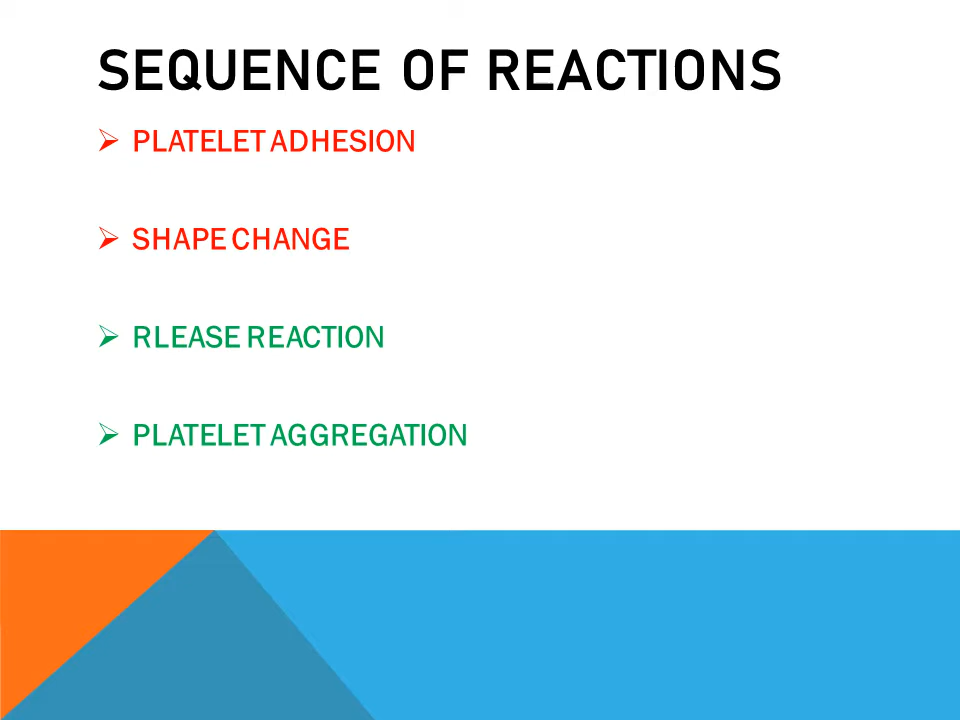 SEQUENCE OF REACTIONS
➢ PLATELET ADHESION
➢ SHAPE CHANGE
➢ RLEASE REACTION
➢ PLATELET AGGREGATION